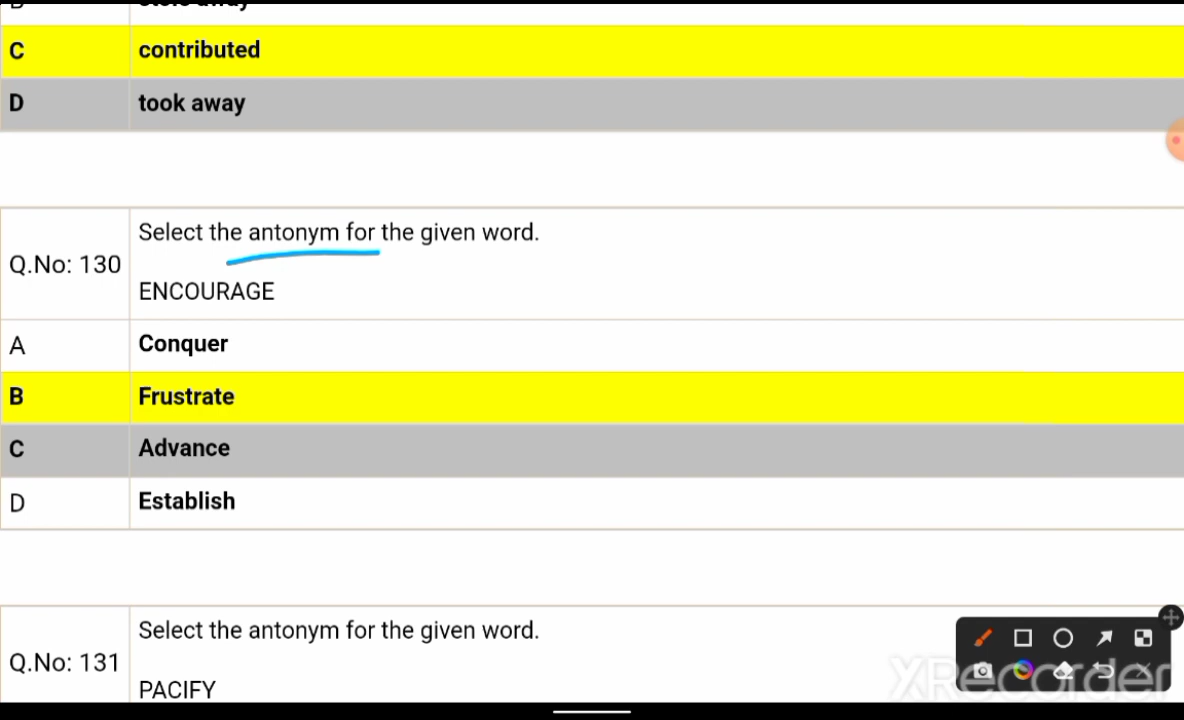 C contributed
D took away
Select the antonym for the given word.
Q.No: 130
ENCOURAGE
A Conquer
B Frustrate
C Advance
D Establish
Select the antonym for the given word.
Q.No: 131
PACIFY
XRecorder